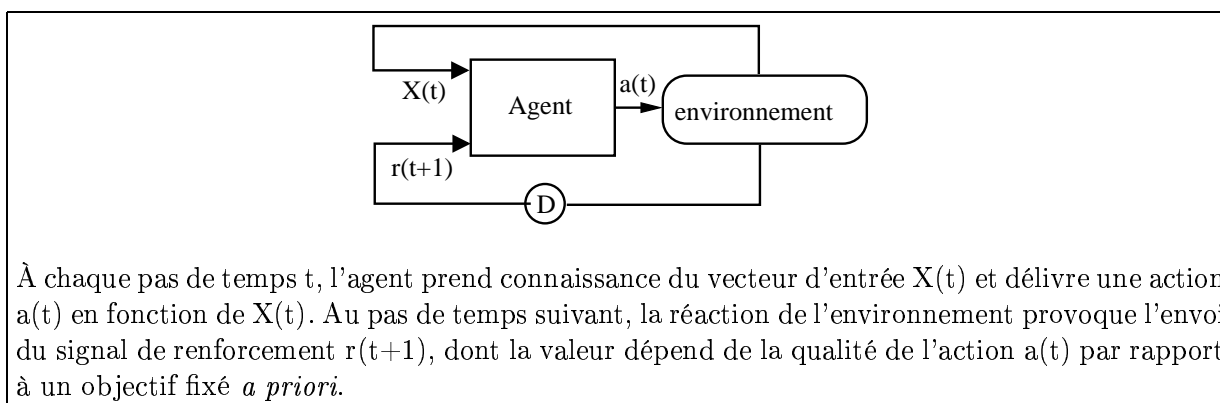 X(t)
Agent
a(t)
environnement
r(t+1)
D
À chaque pas de temps t, l'agent prend connaissance du vecteur d'entrée X(t) et délivre une action
a(t) en fonction de X(t). Au pas de temps suivant, la réaction de l'environnement provoque l'envoi
du signal de renforcement r(t+1), dont la valeur dépend de la qualité de l'action a(t) par rapport
à un objectif fixé a priori.